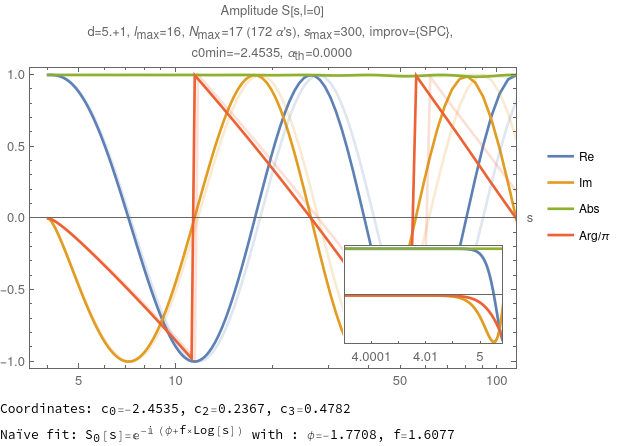 Amplitude S[s,l=0]
d=5.+1, lmax=16, Nmax=17 (172 α's), smax=300, improv={SPC},
c0min=-2.4535, αth=0.0000
1.0
0.5
0.0
-0.5
-1.0
5
10
50
100
s
4.0001
4.01
5
Re
Im
Abs
Arg/π
Coordinates: c0=-2.4535, c2=0.2367, c3=0.4782
Naïve fit: S0[s]=e^-i (ϕ+f×Log[s]) with : ϕ=-1.7708, f=1.6077